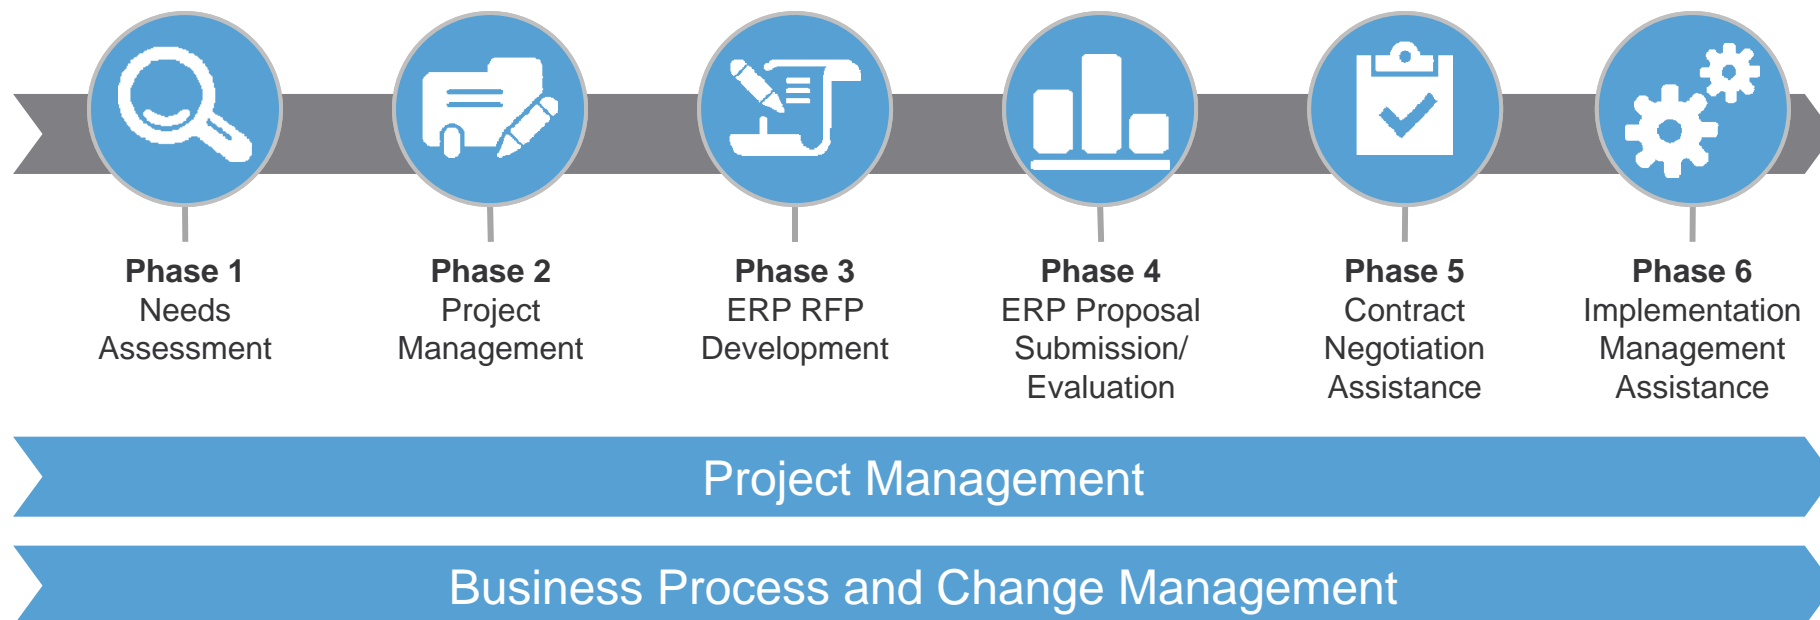 Phase 1
Needs
Assessment
Phase 2
Project
Management
Phase 3
ERP RFP
Development
Phase 4
ERP Proposal
Submission/
Evaluation
Phase 5
Contract
Negotiation
Assistance
Phase 6
Implementation
Management
Assistance
Project Management
Business Process and Change Management